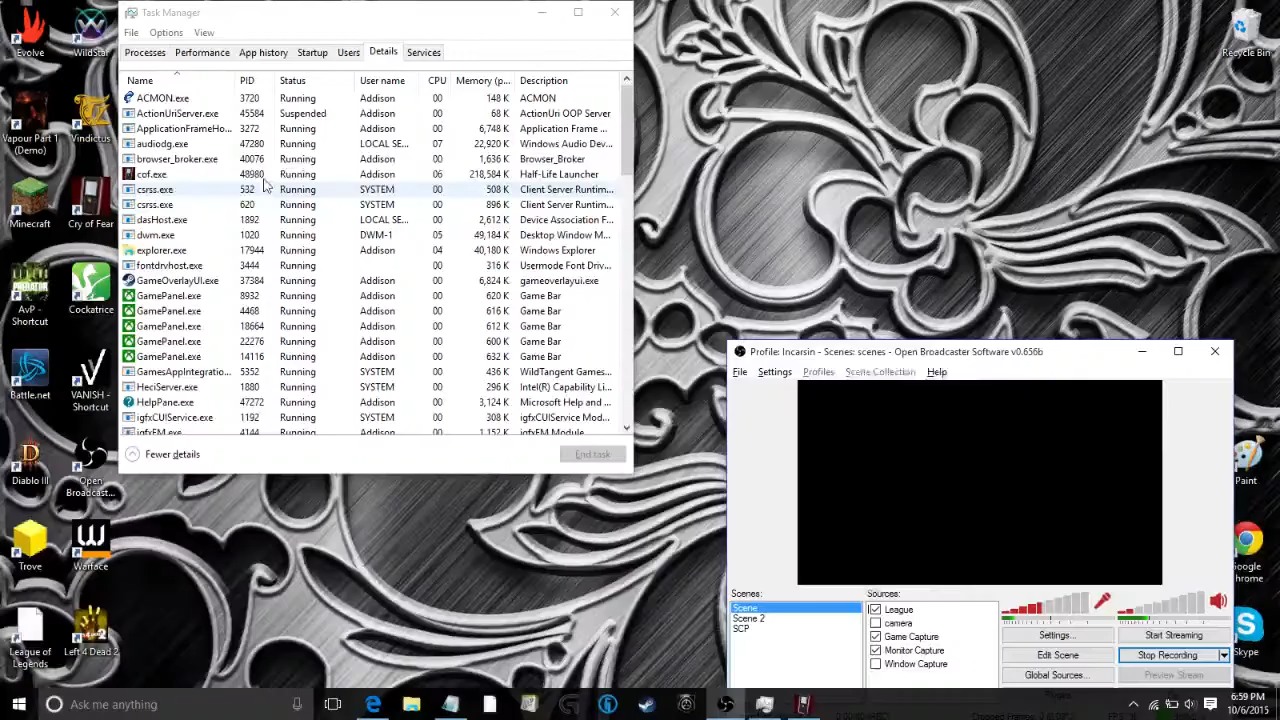 Task Manager
File Options View
Processes Performance App history Startup Users Details Services
Name PID Status User name CPU Memory (p... Description
ACMON.exe 3720 Running Addison 00 148 K ACMON
ActionUriServer.exe 45584 Suspended Addison 00 68 K ActionUri OOP Server
ApplicationFrameHo... 3272 Running Addison 00 6,748 K Application Frame ...
audiodg.exe 47280 Running LOCAL SE... 07 22,920 K Windows Audio Dev...
browser_broker.exe 40076 Running Addison 00 1,636 K Browser_Broker
cof.exe 48980 Running Addison 06 218,584 K Half-Life Launcher
csrss.exe 532 Running SYSTEM 00 508 K Client Server Runtim...
csrss.exe 620 Running SYSTEM 00 896 K Client Server Runtim...
dasHost.exe 1892 Running LOCAL SE... 00 2,612 K Device Association F...
dwm.exe 1020 Running DWM-1 05 49,184 K Desktop Window M...
explorer.exe 17944 Running Addison 04 40,180 K Windows Explorer
fontdrvhost.exe 3444 Running 00 316 K Usermode Font Driv...
GameOverlayUI.exe 37384 Running Addison 00 6,824 K gameoverlayui.exe
GamePanel.exe 8932 Running Addison 00 620 K Game Bar
GamePanel.exe 4468 Running Addison 00 616 K Game Bar
GamePanel.exe 18664 Running Addison 00 612 K Game Bar
GamePanel.exe 22276 Running Addison 00 600 K Game Bar
GamePanel.exe 14116 Running Addison 00 632 K Game Bar
GamesAppIntegratio... 5352 Running SYSTEM 00 436 K WildTangent Games...
HeciServer.exe 1880 Running SYSTEM 00 296 K Intel(R) Capability Li...
HelpPane.exe 47272 Running Addison 00 3,124 K Microsoft Help and ...
igfxCUIService.exe 1192 Running SYSTEM 00 308 K igfxCUIService Mod...
igfxEM.exe 4144 Running Addison 00 1,152 K igfxEM Module
Fewer details End task
Evolve
WildStar
Vapour Part 1 (Demo)
Vindictus
Minecraft
Cry of Fear
AvP - Shortcut
Cockatrice
Battle.net
VANISH - Shortcut
Diablo III
Open Broadcast...
Trove
Warface
League of Legends
Left 4 Dead 2
Recycle Bin
Paint
Google Chrome
Skype
Profile: Incarsin - Scenes: scenes - Open Broadcaster Software v0.656b
File Settings Profiles Scene Collection Help
Scenes:
Scene
Scene 2
SCP
Sources:
League
camera
Game Capture
Monitor Capture
Window Capture
Settings... Start Streaming
Edit Scene Stop Recording
Global Sources... Preview Stream
Ask me anything
6:59 PM
10/6/2015